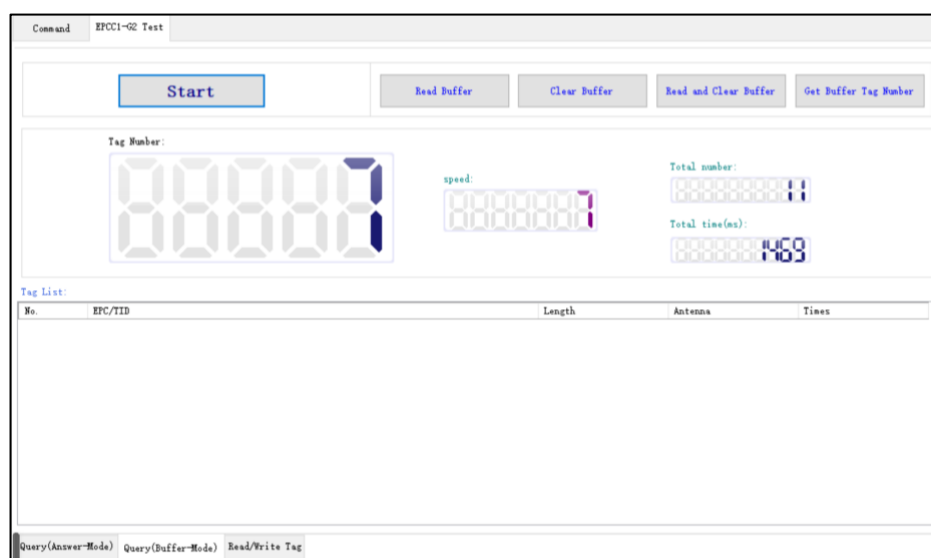 Command EPCC1-G2 Test
Start Read Buffer Clear Buffer Read and Clear Buffer Get Buffer Tag Number
Tag Number:
7
speed:
7
Total number:
11
Total time(ms):
1469
Tag List:
No. EPC/TID Length Antenna Times
Query(Answer-Mode) Query(Buffer-Mode) Read/Write Tag